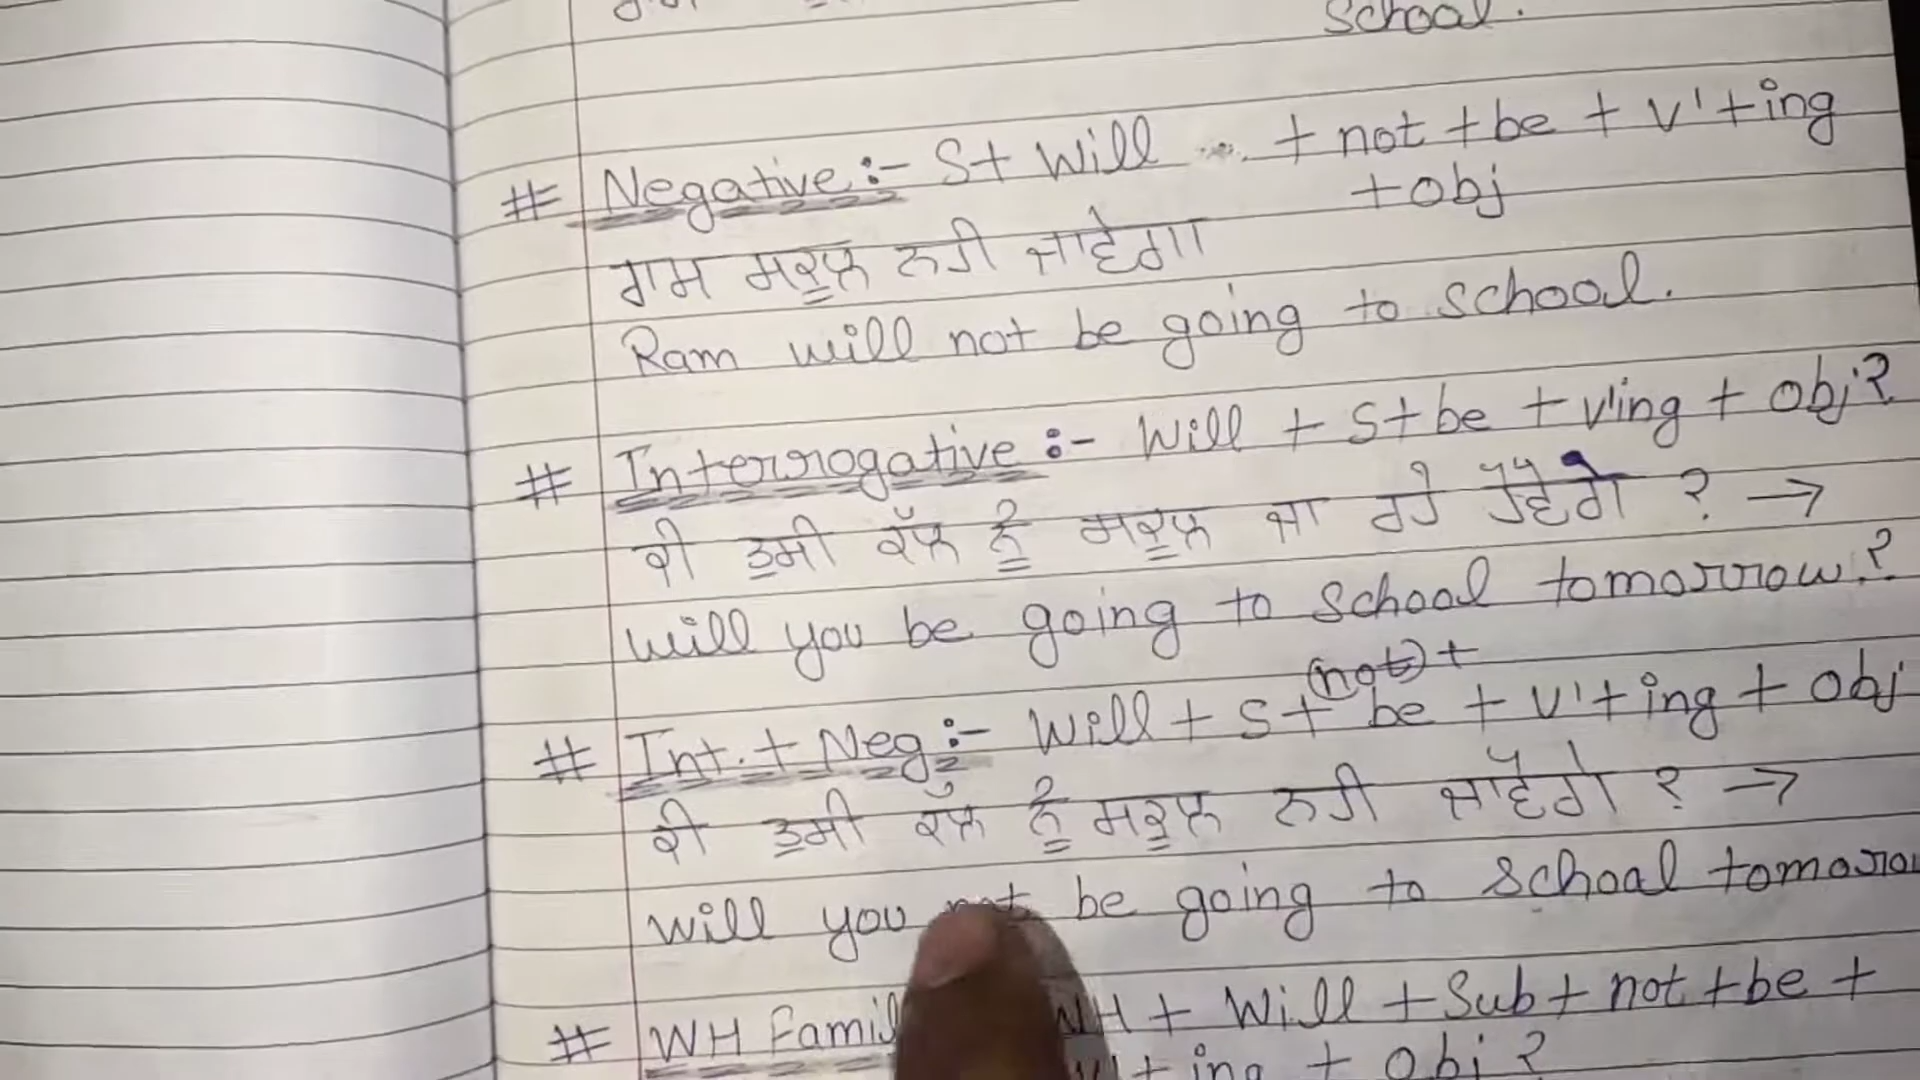 School.
# Negative :- S+ Will + not + be + V'+ing
+ obj
ਰਾਮ ਸਕੂਲ ਨਹੀ ਜਾਵੇਗਾ।
Ram will not be going to school.
# Interrogative :- Will + S + be + v'ing + obj?
ਕੀ ਤੁਸੀ ਕੱਲ ਨੂੰ ਸਕੂਲ ਜਾ ਰਹੇ ਹੋਵੋਗੇ ? →
will you be going to school tomorrow?
(not) +
# Int. + Neg :- Will + S + be + V'+ ing + obj
ਕੀ ਤੁਸੀ ਕੱਲ ਨੂੰ ਸਕੂਲ ਨਹੀ ਜਾਵੋਗੇ ? →
will you not be going to school
# WH + Will + Sub + not + be +
+ ing + obj ?